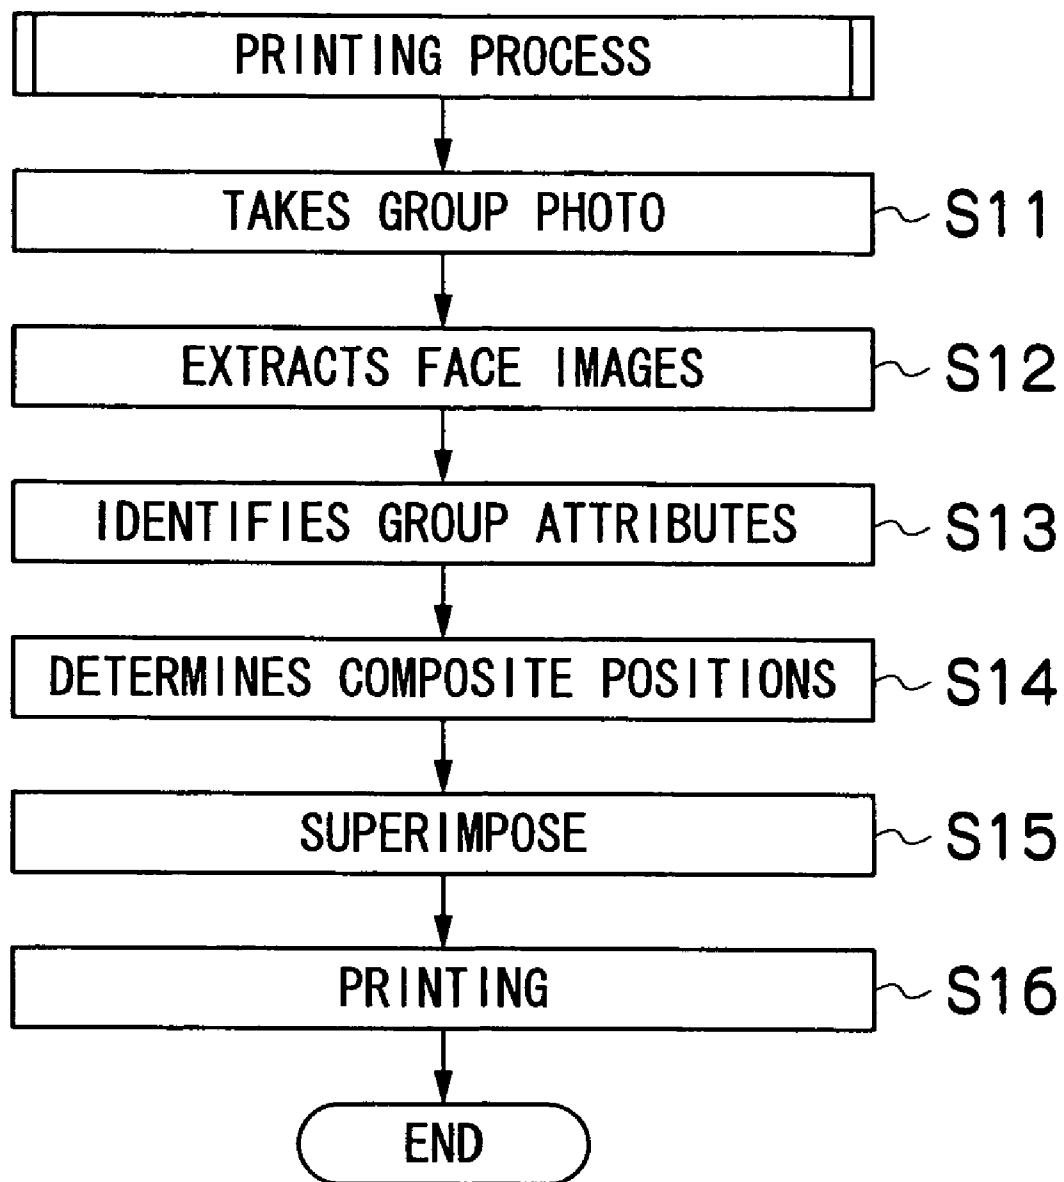 PRINTING PROCESS
TAKES GROUP PHOTO S11
EXTRACTS FACE IMAGES S12
IDENTIFIES GROUP ATTRIBUTES S13
DETERMINES COMPOSITE POSITIONS S14
SUPERIMPOSE S15
PRINTING S16
END